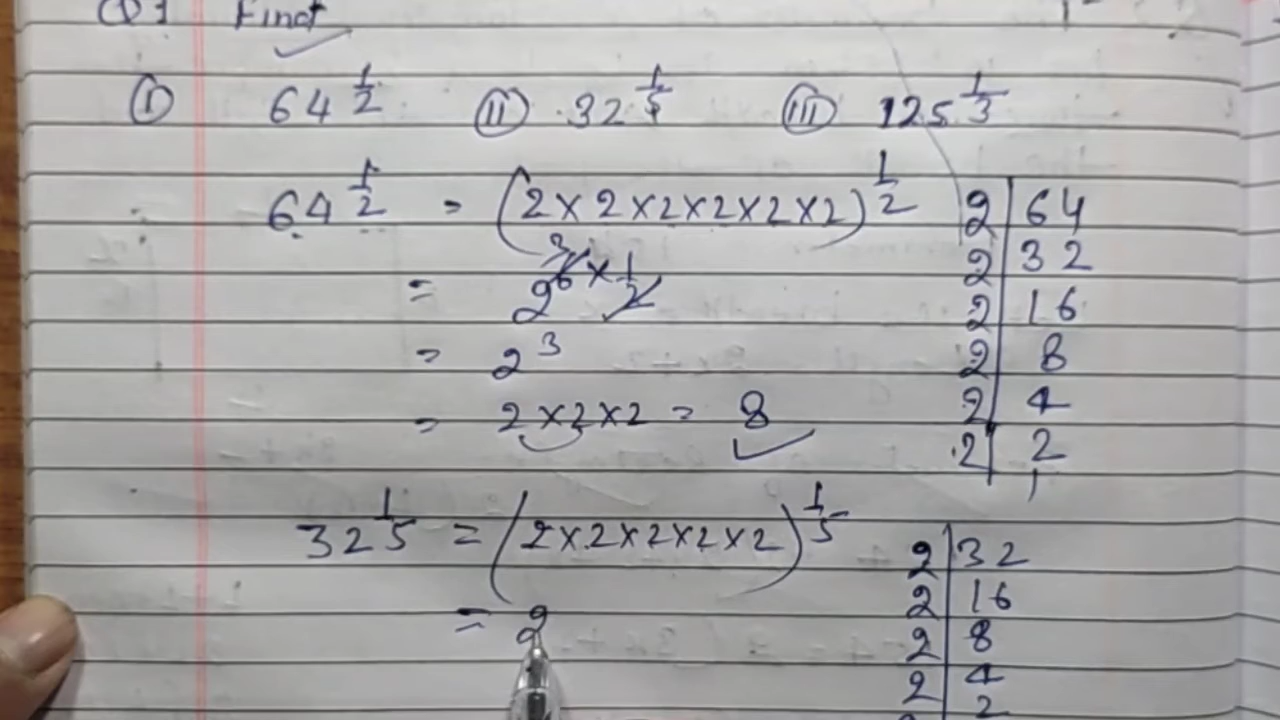 Q1 Find
(I) 64^(1/2) (II) 32^(1/5) (III) 125^(1/3)
64^(1/2) = (2×2×2×2×2×2)^(1/2)
= 2^(6×1/2) 3
= 2^3
= 2×2×2 = 8
2 | 64
2 | 32
2 | 16
2 | 8
2 | 4
2 | 2
1
32^(1/5) = (2×2×2×2×2)^(1/5)
= 2
2 | 32
2 | 16
2 | 8
2 | 4
2